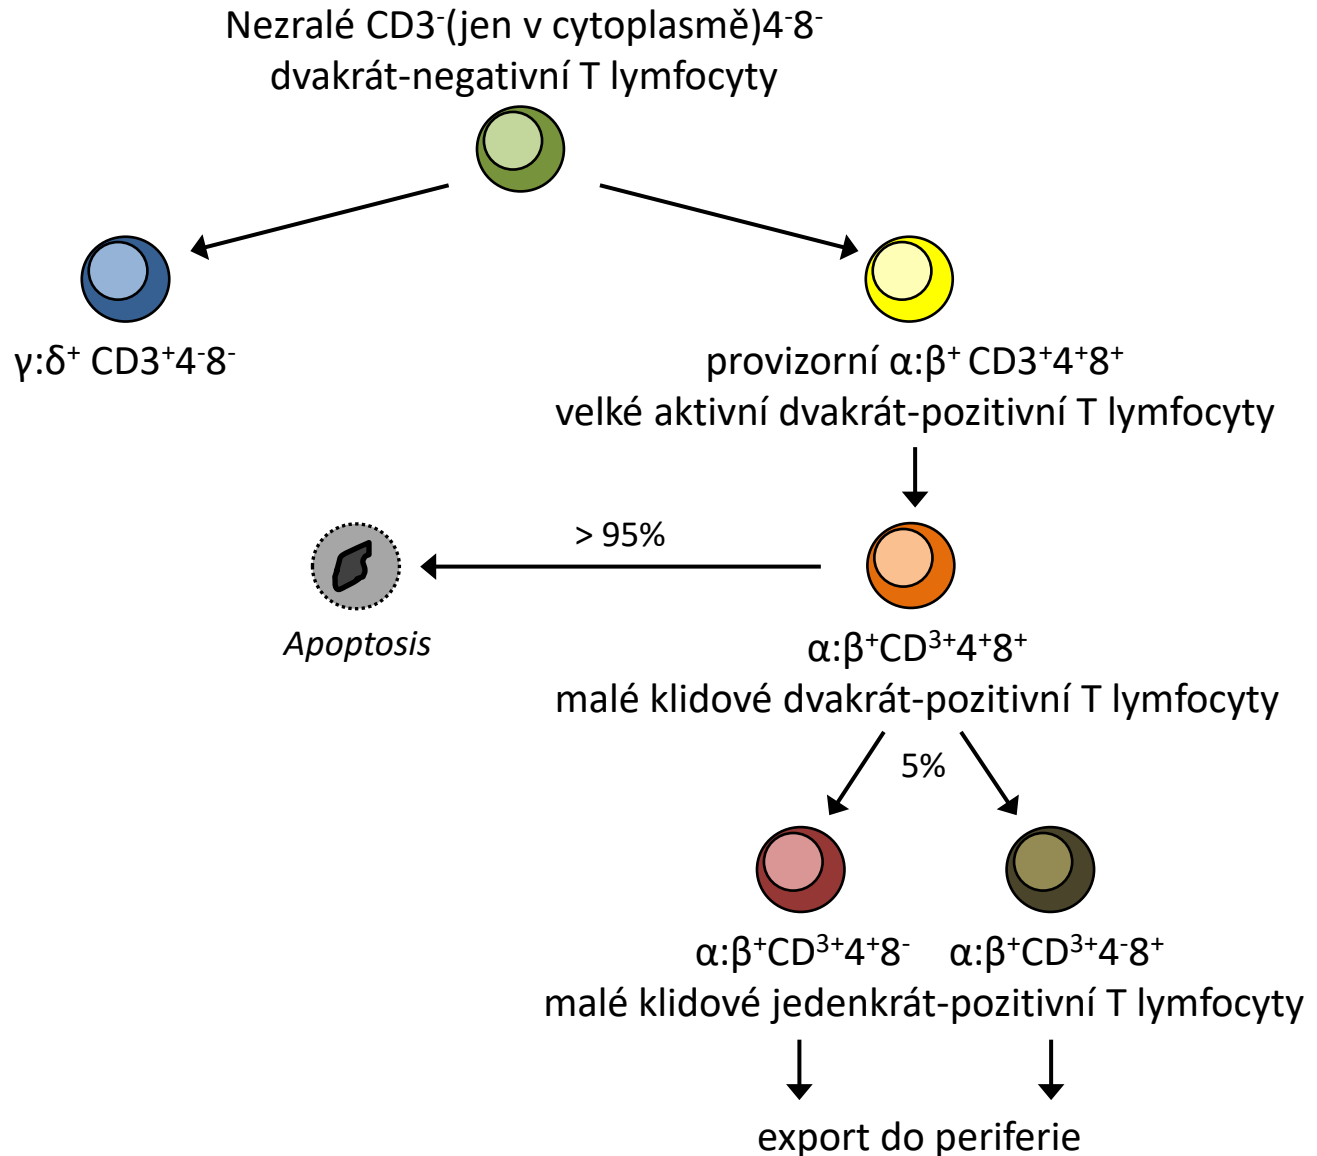 Nezralé CD3⁻(jen v cytoplasmě)4⁻8⁻
dvakrát-negativní T lymfocyty
γ:δ⁺ CD3⁺4⁻8⁻
provizorní α:β⁺ CD3⁺4⁺8⁺
velké aktivní dvakrát-pozitivní T lymfocyty
> 95%
Apoptosis
α:β⁺CD³⁺4⁺8⁺
malé klidové dvakrát-pozitivní T lymfocyty
5%
α:β⁺CD³⁺4⁺8⁻
α:β⁺CD³⁺4⁻8⁺
malé klidové jedenkrát-pozitivní T lymfocyty
export do periferie